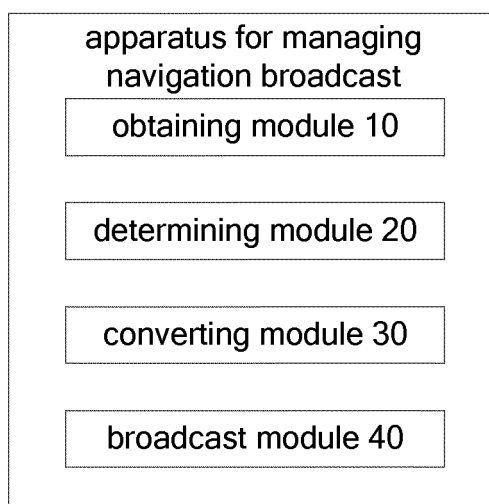 apparatus for managing
navigation broadcast
obtaining module 10
determining module 20
converting module 30
broadcast module 40